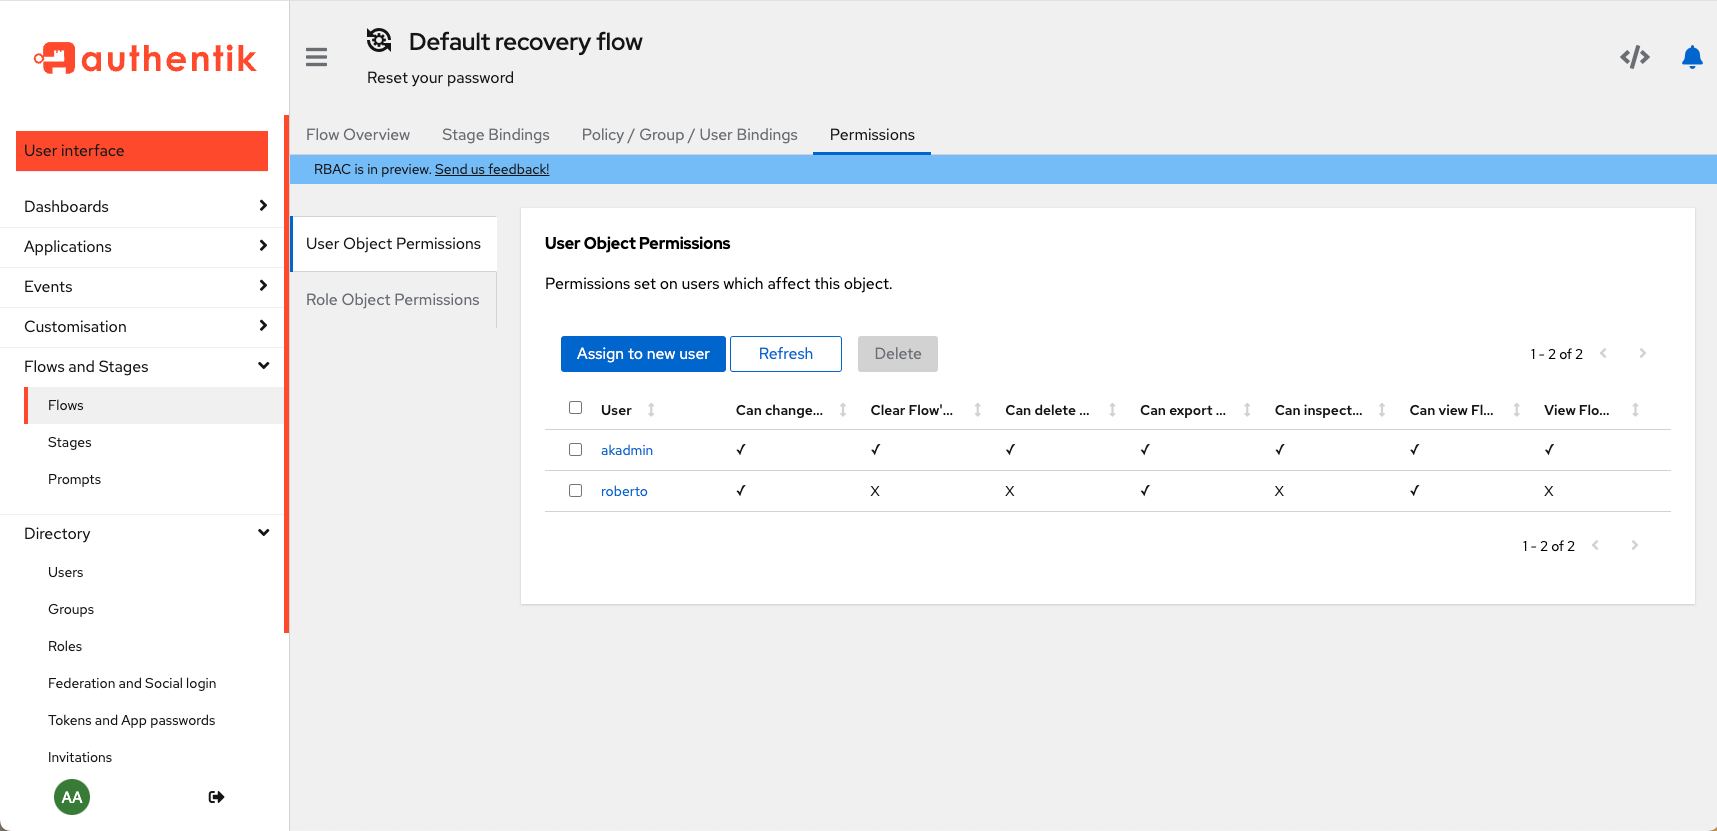 authentik
Default recovery flow
Reset your password
User interface
Dashboards
Applications
Events
Customisation
Flows and Stages
Flows
Stages
Prompts
Directory
Users
Groups
Roles
Federation and Social login
Tokens and App passwords
Invitations
AA
Flow Overview Stage Bindings Policy / Group / User Bindings Permissions
RBAC is in preview. Send us feedback!
User Object Permissions
Role Object Permissions
User Object Permissions
Permissions set on users which affect this object.
Assign to new user Refresh Delete 1 - 2 of 2
User Can change... Clear Flow'... Can delete ... Can export ... Can inspect... Can view Fl... View Flo...
akadmin ✓ ✓ ✓ ✓ ✓ ✓ ✓
roberto ✓ X X ✓ X ✓ X
1 - 2 of 2